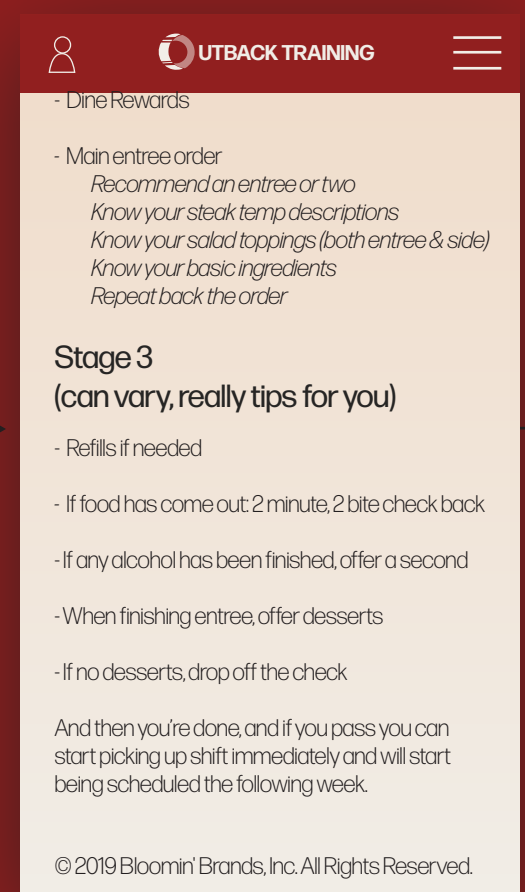 OUTBACK TRAINING
- Dine Rewards
- Main entree order
Recommend an entree or two
Know your steak temp descriptions
Know your salad toppings (both entree & side)
Know your basic ingredients
Repeat back the order
Stage 3
(can vary, really tips for you)
- Refills if needed
- If food has come out: 2 minute, 2 bite check back
- If any alcohol has been finished, offer a second
- When finishing entree, offer desserts
- If no desserts, drop off the check
And then you're done, and if you pass you can
start picking up shift immediately and will start
being scheduled the following week.
© 2019 Bloomin' Brands, Inc. All Rights Reserved.